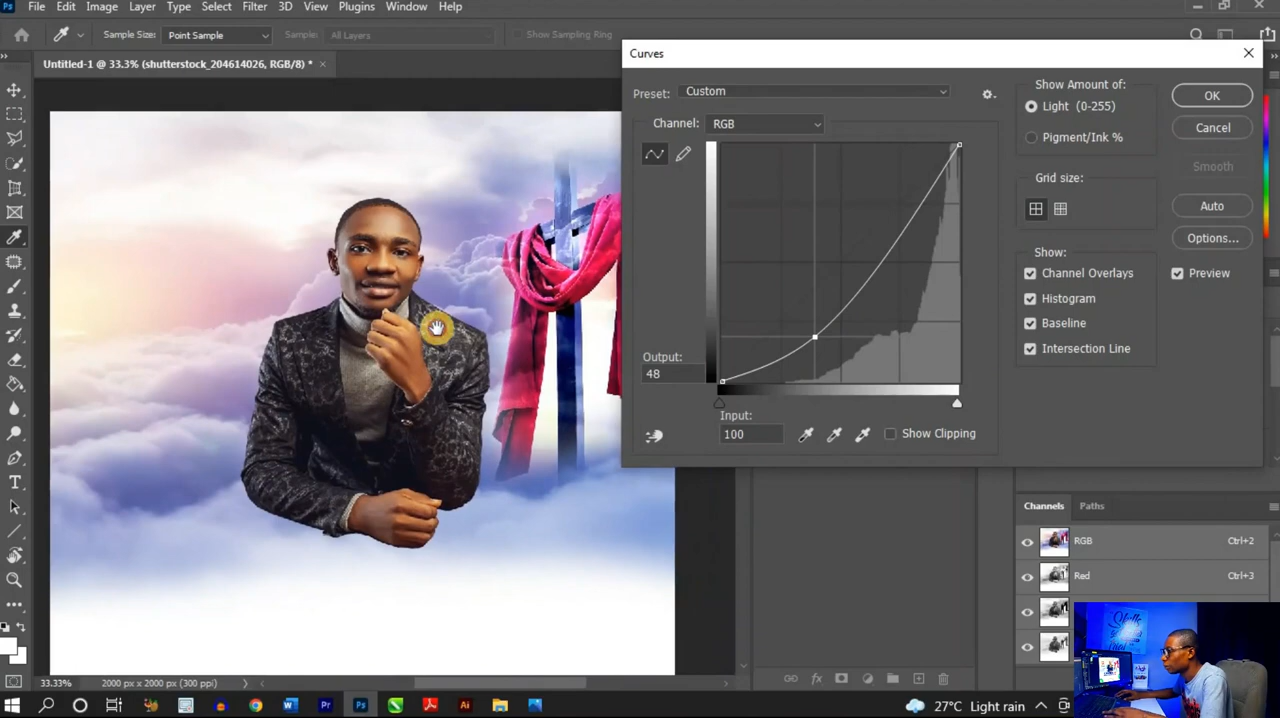 Ps File Edit Image Layer Type Select Filter 3D View Plugins Window Help
Sample Size: Point Sample Sample: All Layers Show Sampling Ring
Untitled-1 @ 33.3% (shutterstock_204614026, RGB/8) * ×
Curves
Preset: Custom
Channel: RGB
Output:
48
Input:
100
Show Clipping
Show Amount of:
Light (0-255)
Pigment/Ink %
Grid size:
Show:
Channel Overlays
Histogram
Baseline
Intersection Line
OK
Cancel
Smooth
Auto
Options...
Preview
Channels Paths
RGB Ctrl+2
Red Ctrl+3
33.33% 2000 px x 2000 px (300 ppi)
fx
Pr Ps Ai
27°C Light rain